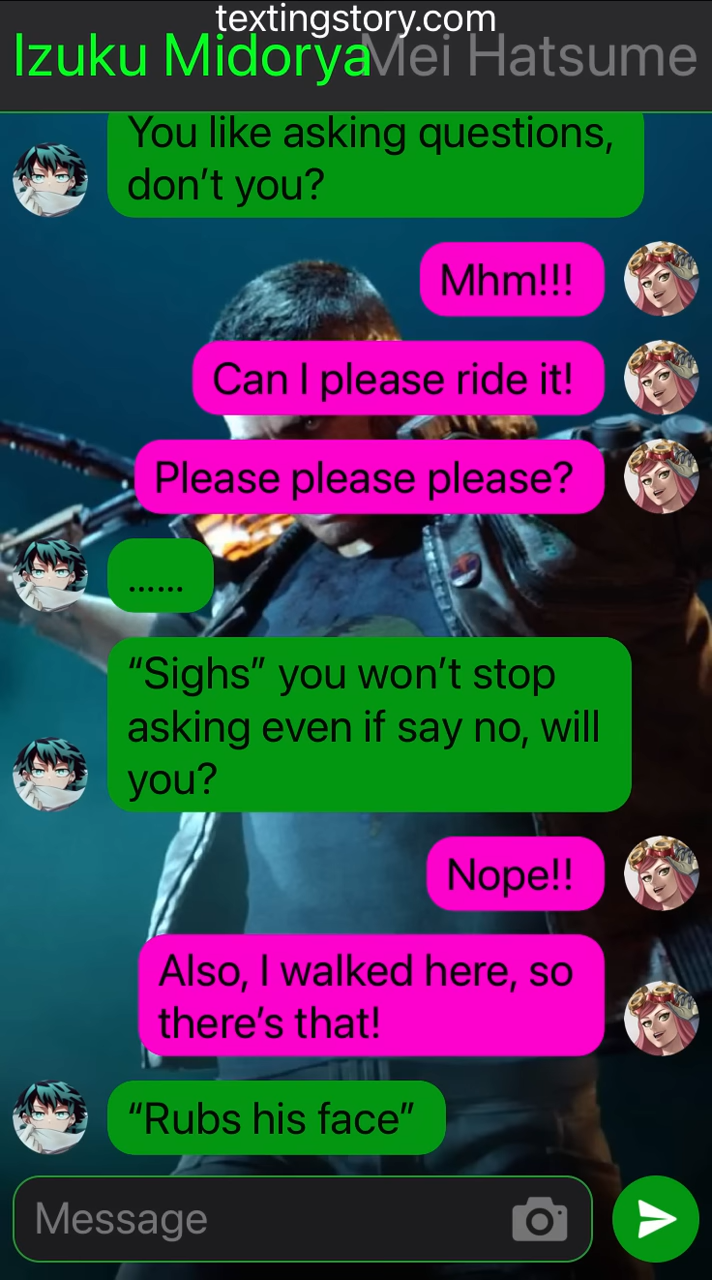 textingstory.com
Izuku Midorya Mei Hatsume
You like asking questions,
don’t you?
Mhm!!!
Can I please ride it!
Please please please?
......
“Sighs” you won’t stop
asking even if say no, will
you?
Nope!!
Also, I walked here, so
there’s that!
“Rubs his face”
Message